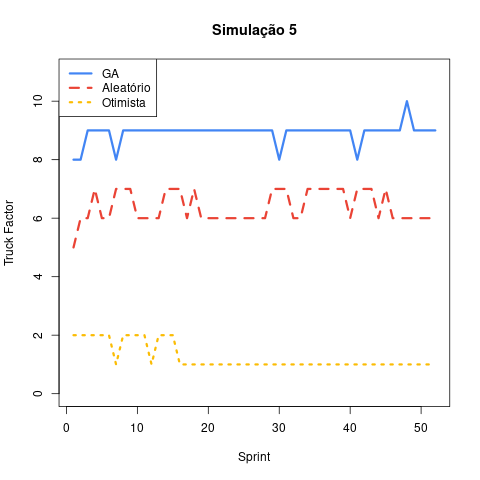 Simulação 5
GA
Aleatório
Otimista
Truck Factor
10
8
6
4
2
0
0 10 20 30 40 50
Sprint